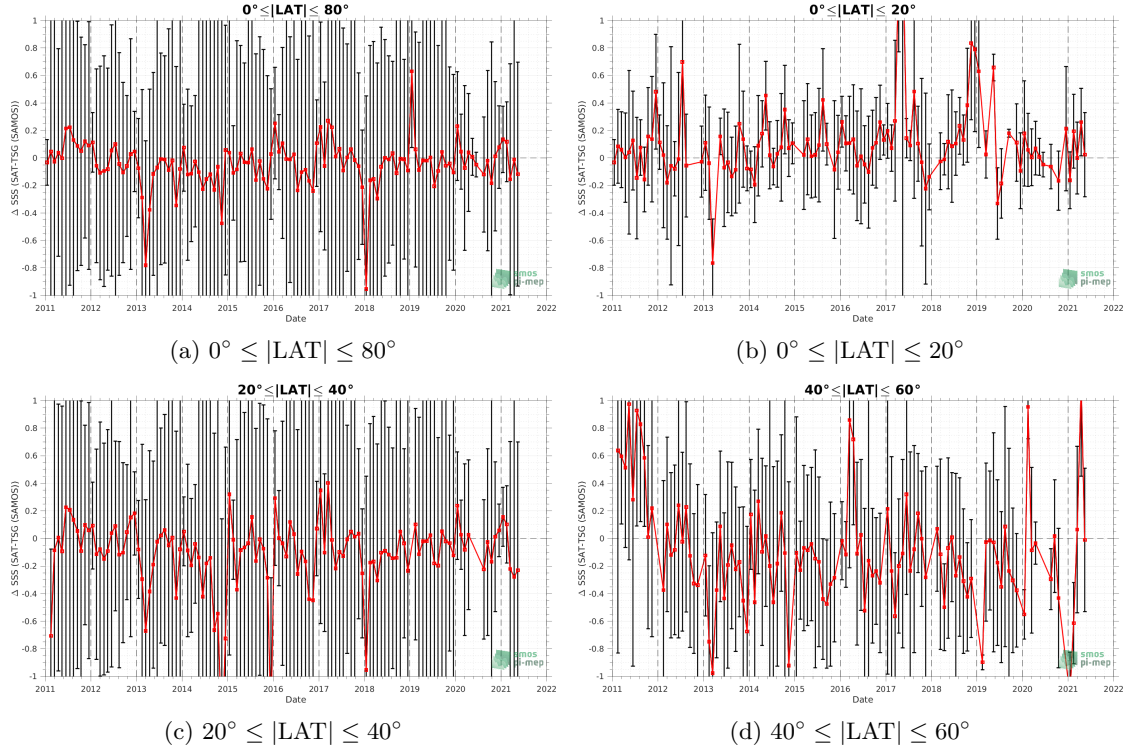 0°≤|LAT|≤ 80°
Δ SSS (SAT-TSG (SAMOS))
1
0.8
0.6
0.4
0.2
0
-0.2
-0.4
-0.6
-0.8
-1
2011 2012 2013 2014 2015 2016 2017 2018 2019 2020 2021 2022
Date
smos
pi-mep
(a) 0° ≤ |LAT| ≤ 80°
0°≤|LAT|≤ 20°
Δ SSS (SAT-TSG (SAMOS))
1
0.8
0.6
0.4
0.2
0
-0.2
-0.4
-0.6
-0.8
-1
2011 2012 2013 2014 2015 2016 2017 2018 2019 2020 2021 2022
Date
smos
pi-mep
(b) 0° ≤ |LAT| ≤ 20°
20°≤|LAT|≤ 40°
Δ SSS (SAT-TSG (SAMOS))
1
0.8
0.6
0.4
0.2
0
-0.2
-0.4
-0.6
-0.8
-1
2011 2012 2013 2014 2015 2016 2017 2018 2019 2020 2021 2022
Date
smos
pi-mep
(c) 20° ≤ |LAT| ≤ 40°
40°≤|LAT|≤ 60°
Δ SSS (SAT-TSG (SAMOS))
1
0.8
0.6
0.4
0.2
0
-0.2
-0.4
-0.6
-0.8
-1
2011 2012 2013 2014 2015 2016 2017 2018 2019 2020 2021 2022
Date
smos
pi-mep
(d) 40° ≤ |LAT| ≤ 60°